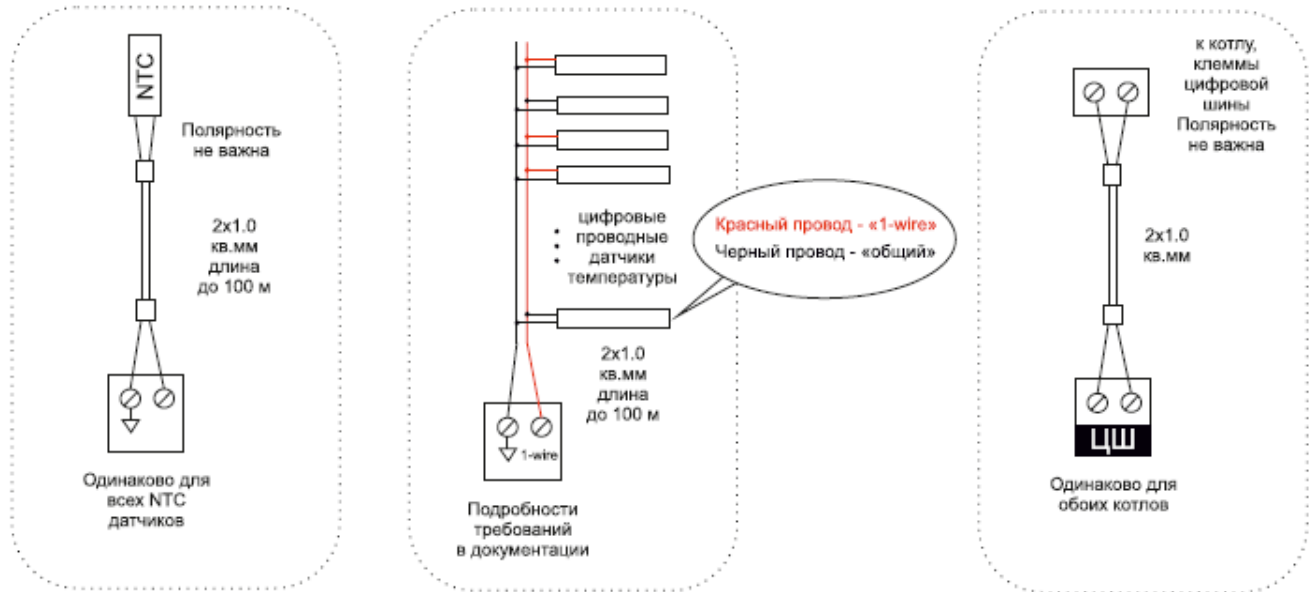 NTC
Полярность
не важна
2x1.0
кв.мм
длина
до 100 м
Одинаково для
всех NTC
датчиков
цифровые
проводные
датчики
температуры
Красный провод - «1-wire»
Черный провод - «общий»
2x1.0
кв.мм
длина
до 100 м
1-wire
Подробности
требований
в документации
к котлу,
клеммы
цифровой
шины
Полярность
не важна
2x1.0
кв.мм
ЦШ
Одинаково для
обоих котлов